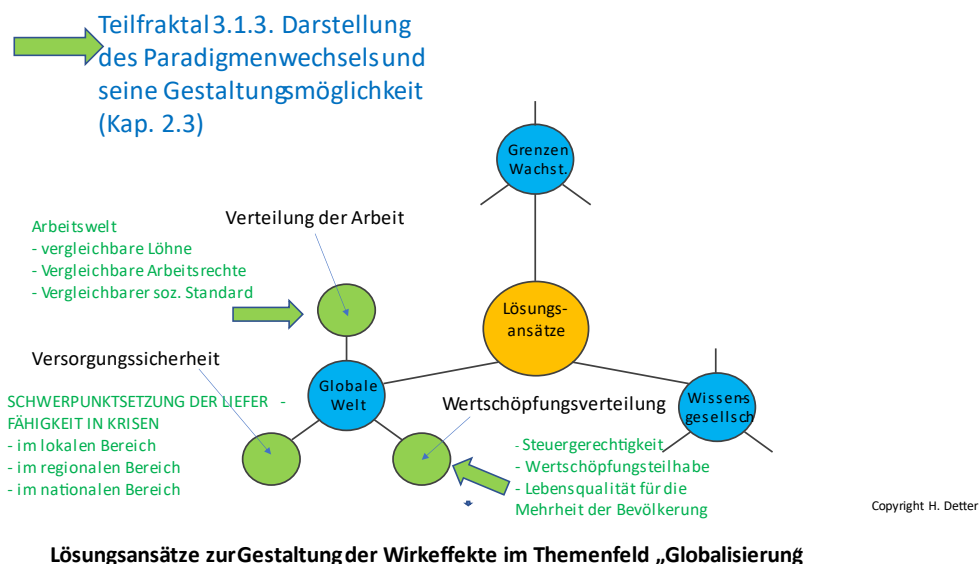 Teilfraktal 3.1.3. Darstellung
des Paradigmenwechsels und
seine Gestaltungsmöglichkeit
(Kap. 2.3)
Grenzen
Wachst.
Verteilung der Arbeit
Arbeitswelt
- vergleichbare Löhne
- Vergleichbare Arbeitsrechte
- Vergleichbarer soz. Standard
Lösungs-
ansätze
Versorgungssicherheit
Globale
Welt
Wissens-
gesellsch
Wertschöpfungsverteilung
SCHWERPUNKTSETZUNG DER LIEFER -
FÄHIGKEIT IN KRISEN
- im lokalen Bereich
- im regionalen Bereich
- im nationalen Bereich
- Steuergerechtigkeit
- Wertschöpfungsteilhabe
- Lebensqualität für die
Mehrheit der Bevölkerung
Copyright H. Detter
Lösungsansätze zur Gestaltung der Wirkeffekte im Themenfeld „Globalisierung“